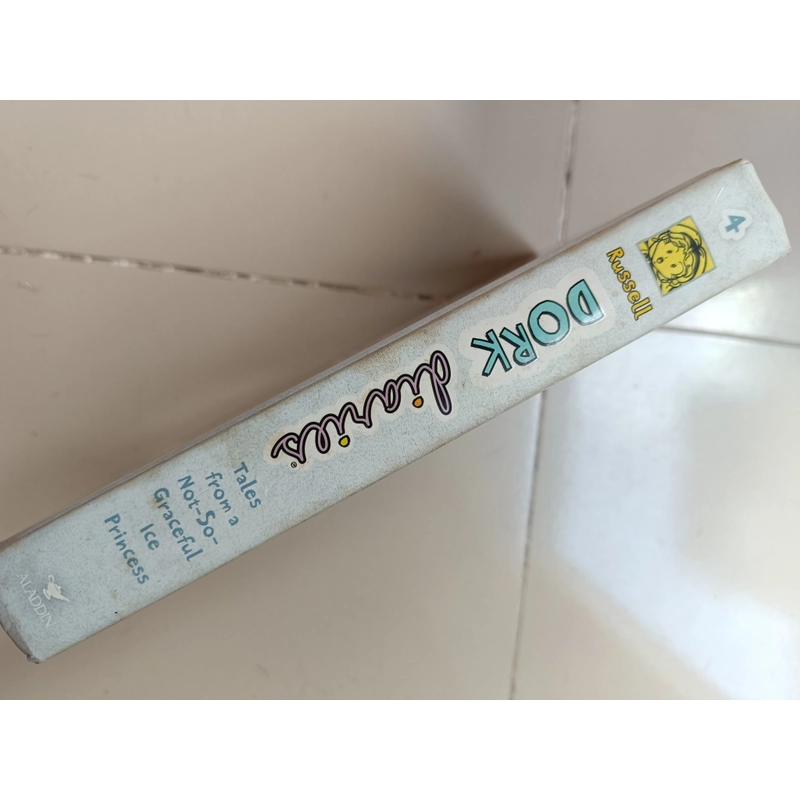 4
Russell
DORK
diaries®
Tales
from a
Not-So-
Graceful
Ice
Princess
ALADDIN